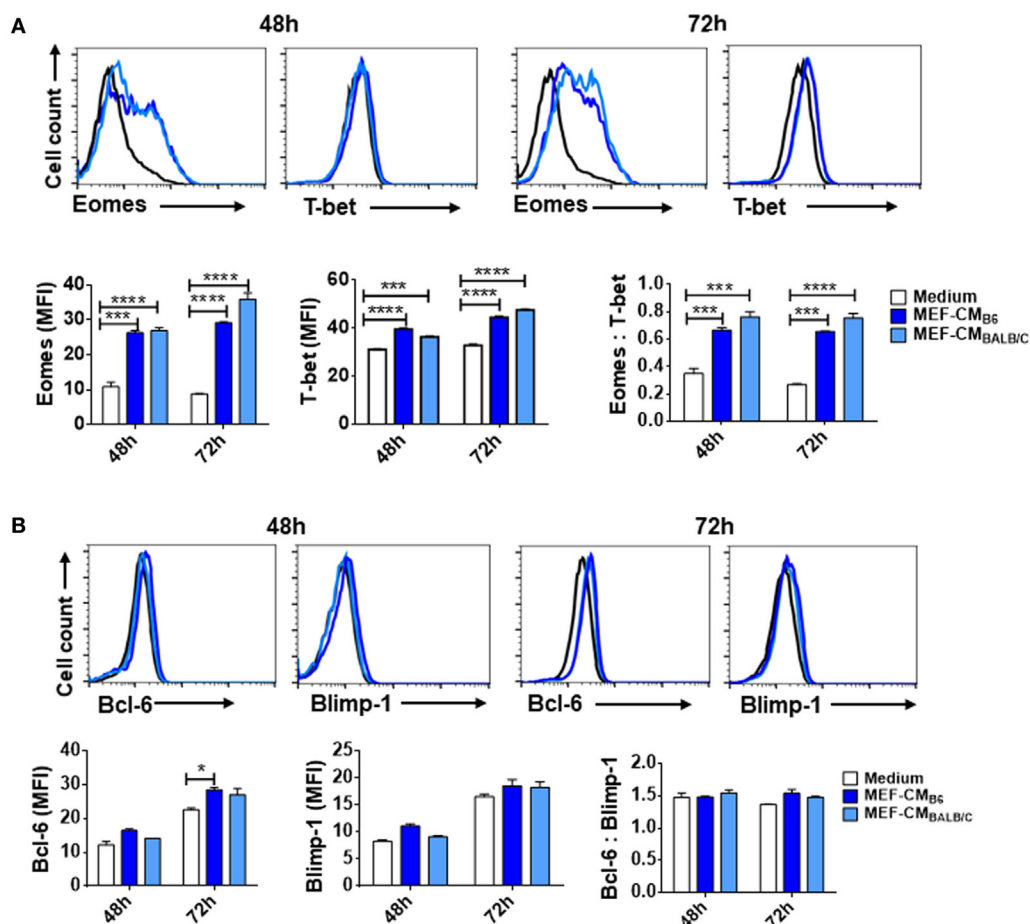 A
48h
72h
Cell count
Eomes
T-bet
Eomes
T-bet
Eomes (MFI)
40
30
20
10
0
***
****
****
****
48h
72h
T-bet (MFI)
60
40
20
0
****
***
****
****
48h
72h
Eomes : T-bet
1.0
0.8
0.6
0.4
0.2
0.0
***
***
***
****
48h
72h
Medium
MEF-CMB6
MEF-CMBALB/C
B
48h
72h
Cell count
Bcl-6
Blimp-1
Bcl-6
Blimp-1
Bcl-6 (MFI)
40
30
20
10
0
*
48h
72h
Blimp-1 (MFI)
25
20
15
10
5
0
48h
72h
Bcl-6 : Blimp-1
2.0
1.5
1.0
0.5
0.0
48h
72h
Medium
MEF-CMB6
MEF-CMBALB/C